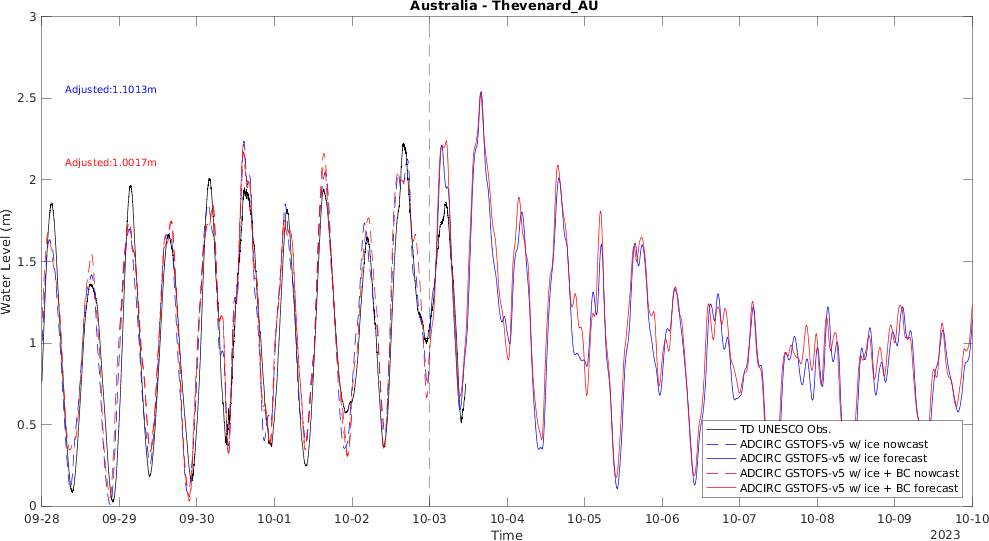 Australia - Thevenard_AU
3
2.5
2
1.5
1
0.5
0
Water Level (m)
Adjusted:1.1013m
Adjusted:1.0017m
TD UNESCO Obs.
ADCIRC GSTOFS-v5 w/ ice nowcast
ADCIRC GSTOFS-v5 w/ ice forecast
ADCIRC GSTOFS-v5 w/ ice + BC nowcast
ADCIRC GSTOFS-v5 w/ ice + BC forecast
09-28 09-29 09-30 10-01 10-02 10-03 10-04 10-05 10-06 10-07 10-08 10-09 10-10
Time
2023